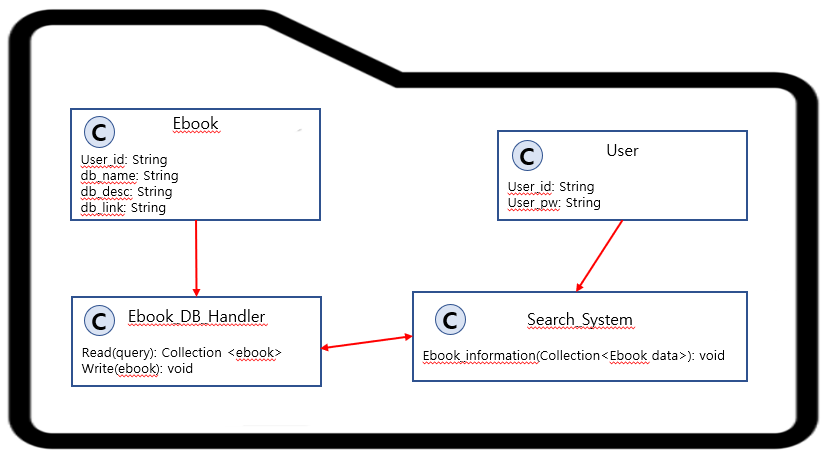 C
Ebook
User_id: String
db_name: String
db_desc: String
db_link: String
C
User
User_id: String
User_pw: String
C
Ebook_DB_Handler
Read(query): Collection <ebook>
Write(ebook): void
C
Search_System
Ebook_information(Collection<Ebook data>): void